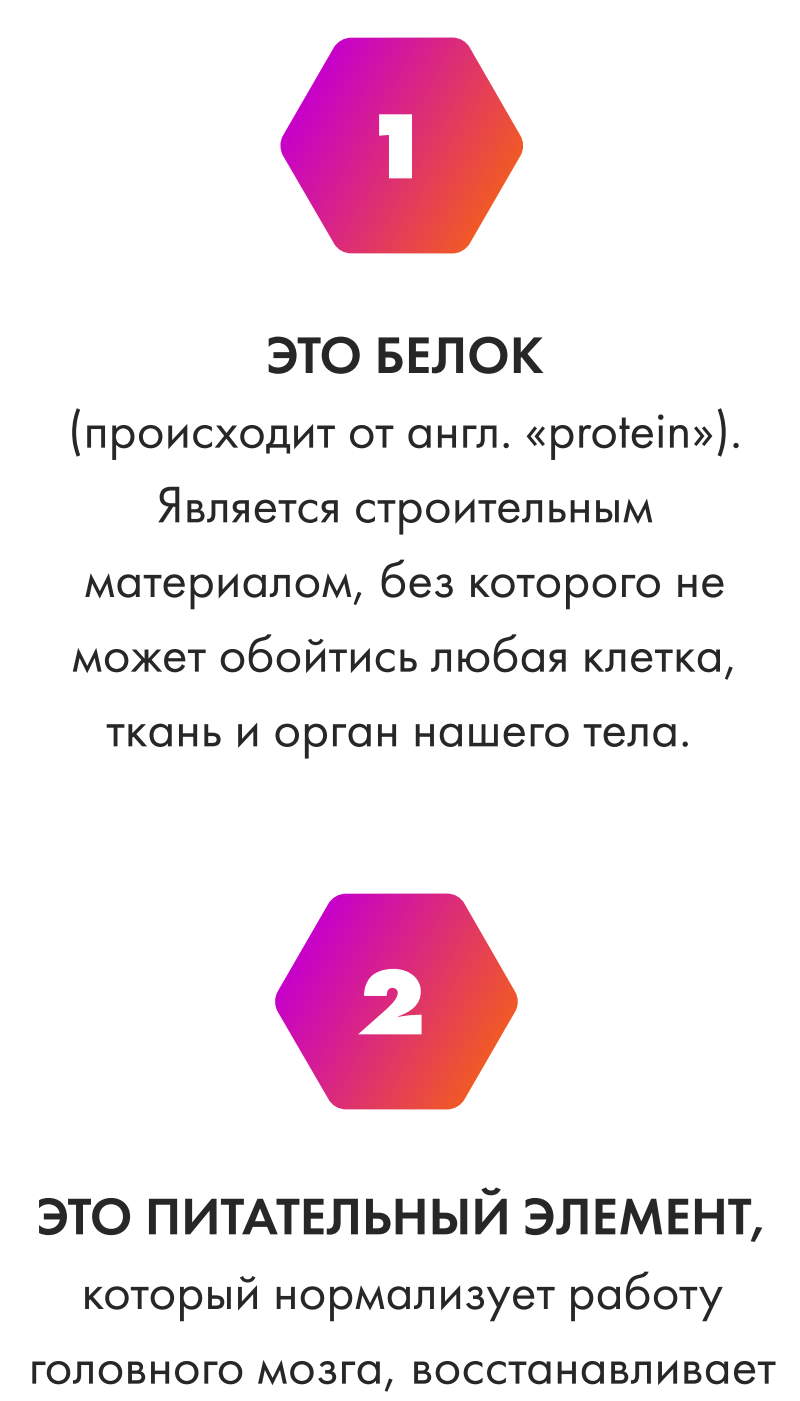 1
ЭТО БЕЛОК
(происходит от англ. «protein»).
Является строительным
материалом, без которого не
может обойтись любая клетка,
ткань и орган нашего тела.
2
ЭТО ПИТАТЕЛЬНЫЙ ЭЛЕМЕНТ,
который нормализует работу
головного мозга, восстанавливает